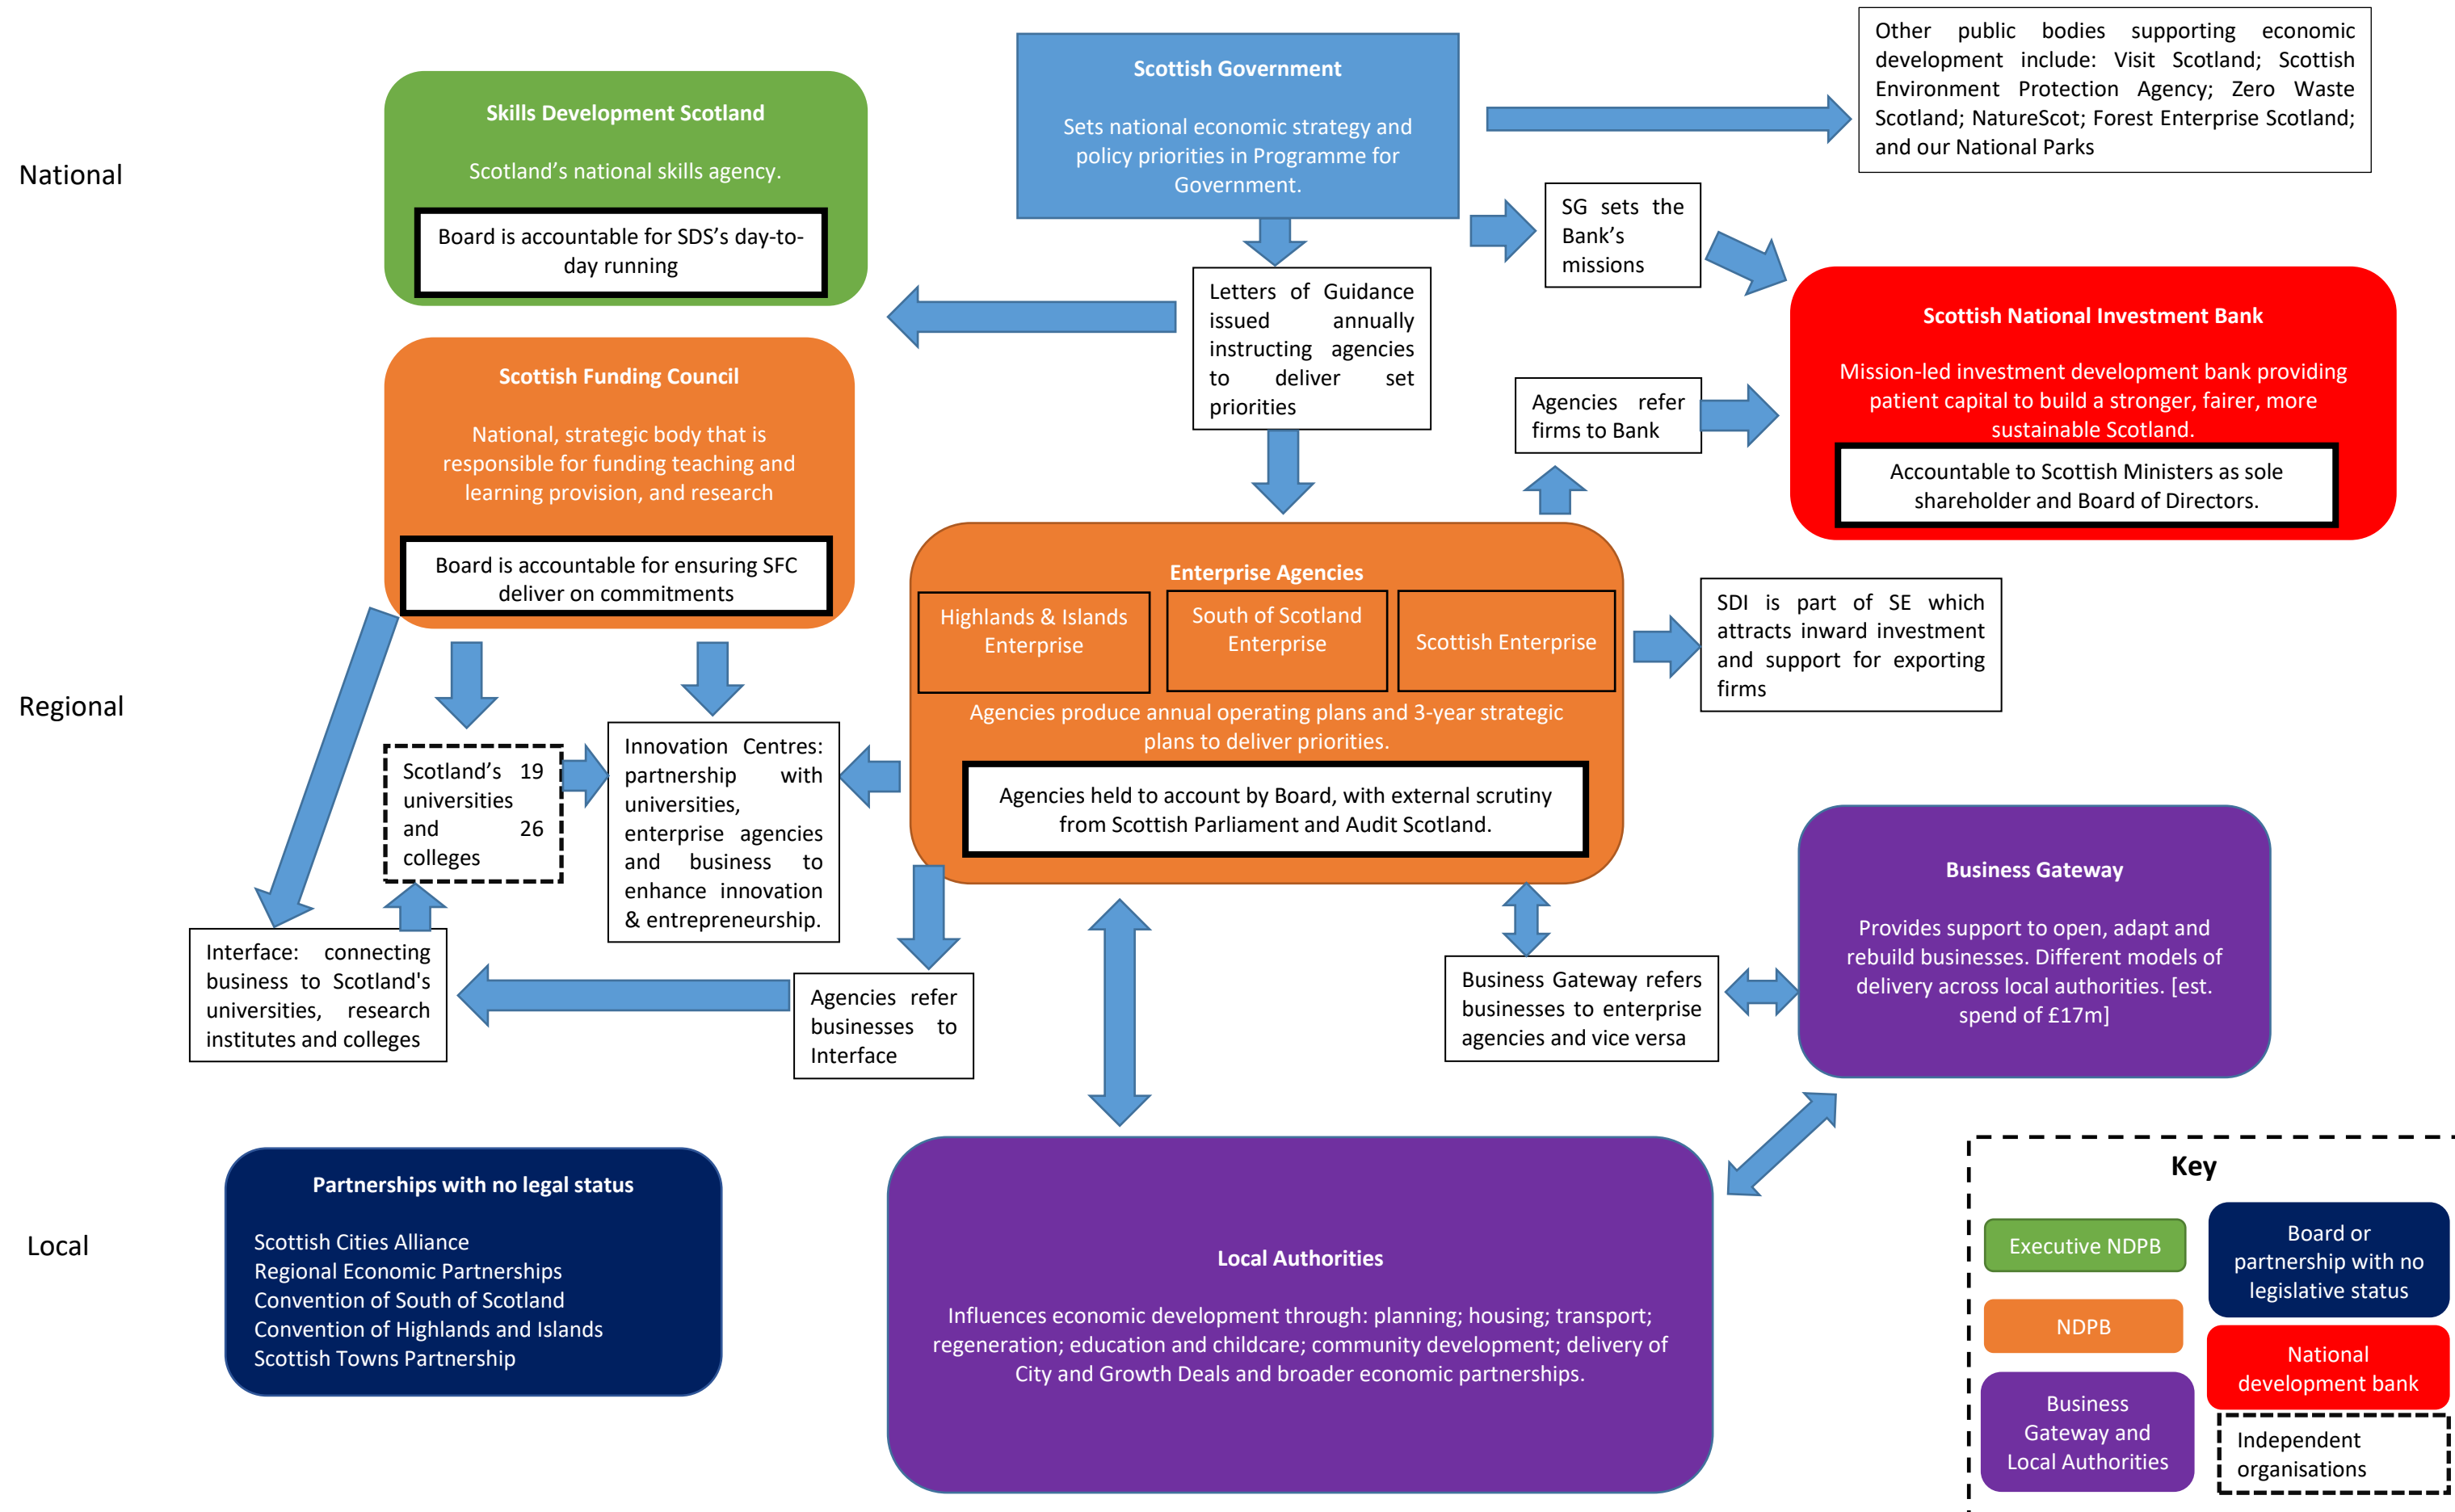 National
Skills Development Scotland
Scotland's national skills agency.
Board is accountable for SDS's day-to-
day running
Scottish Government
Sets national economic strategy and
policy priorities in Programme for
Government.
Other public bodies supporting economic
development include: Visit Scotland; Scottish
Environment Protection Agency; Zero Waste
Scotland; NatureScot; Forest Enterprise Scotland;
and our National Parks
SG sets the
Bank's
missions
Letters of Guidance
issued annually
instructing agencies
to deliver set
priorities
Scottish National Investment Bank
Mission-led investment development bank providing
patient capital to build a stronger, fairer, more
sustainable Scotland.
Accountable to Scottish Ministers as sole
shareholder and Board of Directors.
Agencies refer
firms to Bank
Scottish Funding Council
National, strategic body that is
responsible for funding teaching and
learning provision, and research
Board is accountable for ensuring SFC
deliver on commitments
Regional
Enterprise Agencies
Highlands & Islands
Enterprise
South of Scotland
Enterprise
Scottish Enterprise
Agencies produce annual operating plans and 3-year strategic
plans to deliver priorities.
Agencies held to account by Board, with external scrutiny
from Scottish Parliament and Audit Scotland.
SDI is part of SE which
attracts inward investment
and support for exporting
firms
Scotland's 19
universities
and 26
colleges
Innovation Centres:
partnership with
universities,
enterprise agencies
and business to
enhance innovation
& entrepreneurship.
Interface: connecting
business to Scotland's
universities, research
institutes and colleges
Agencies refer
businesses to
Interface
Business Gateway refers
businesses to enterprise
agencies and vice versa
Business Gateway
Provides support to open, adapt and
rebuild businesses. Different models of
delivery across local authorities. [est.
spend of £17m]
Local
Partnerships with no legal status
Scottish Cities Alliance
Regional Economic Partnerships
Convention of South of Scotland
Convention of Highlands and Islands
Scottish Towns Partnership
Local Authorities
Influences economic development through: planning; housing; transport;
regeneration; education and childcare; community development; delivery of
City and Growth Deals and broader economic partnerships.
Key
Executive NDPB
NDPB
Business
Gateway and
Local Authorities
Board or
partnership with no
legislative status
National
development bank
Independent
organisations